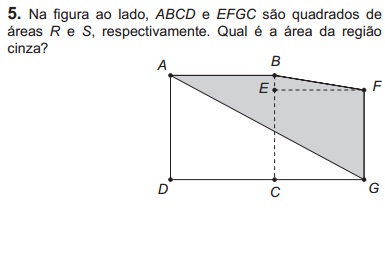 5. Na figura ao lado, ABCD e EFGC são quadrados de
áreas R e S, respectivamente. Qual é a área da região
cinza?
A
B
E
F
D
C
G